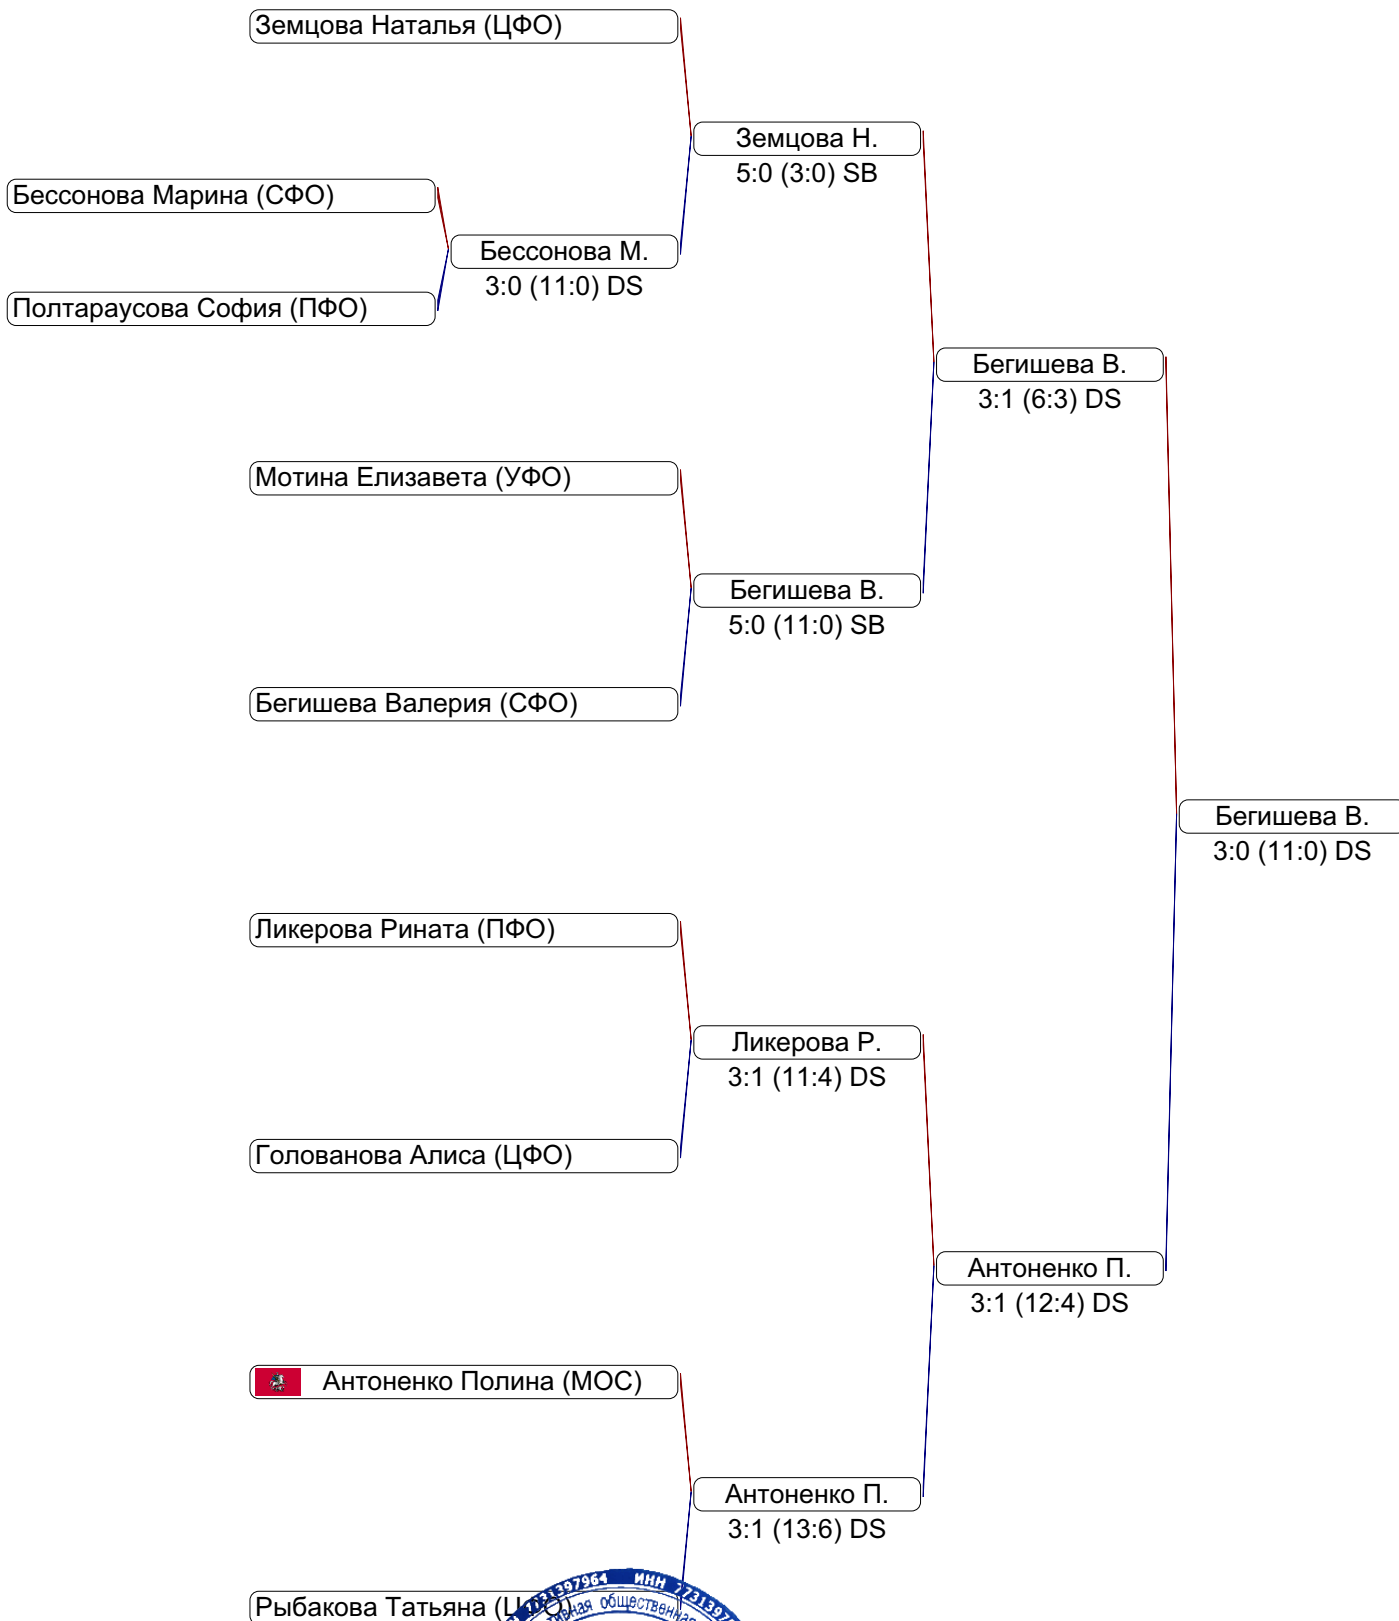 Земцова Наталья (ЦФО)
Земцова Н.
5:0 (3:0) SB
Бессонова Марина (СФО)
Бессонова М.
3:0 (11:0) DS
Полтараусова София (ПФО)
Бегишева В.
3:1 (6:3) DS
Мотина Елизавета (УФО)
Бегишева В.
5:0 (11:0) SB
Бегишева Валерия (СФО)
Бегишева В.
3:0 (11:0) DS
Ликерова Рината (ПФО)
Ликерова Р.
3:1 (11:4) DS
Голованова Алиса (ЦФО)
Антоненко П.
3:1 (12:4) DS
Антоненко Полина (МОС)
Антоненко П.
3:1 (13:6) DS
Рыбакова Татьяна
ИНН